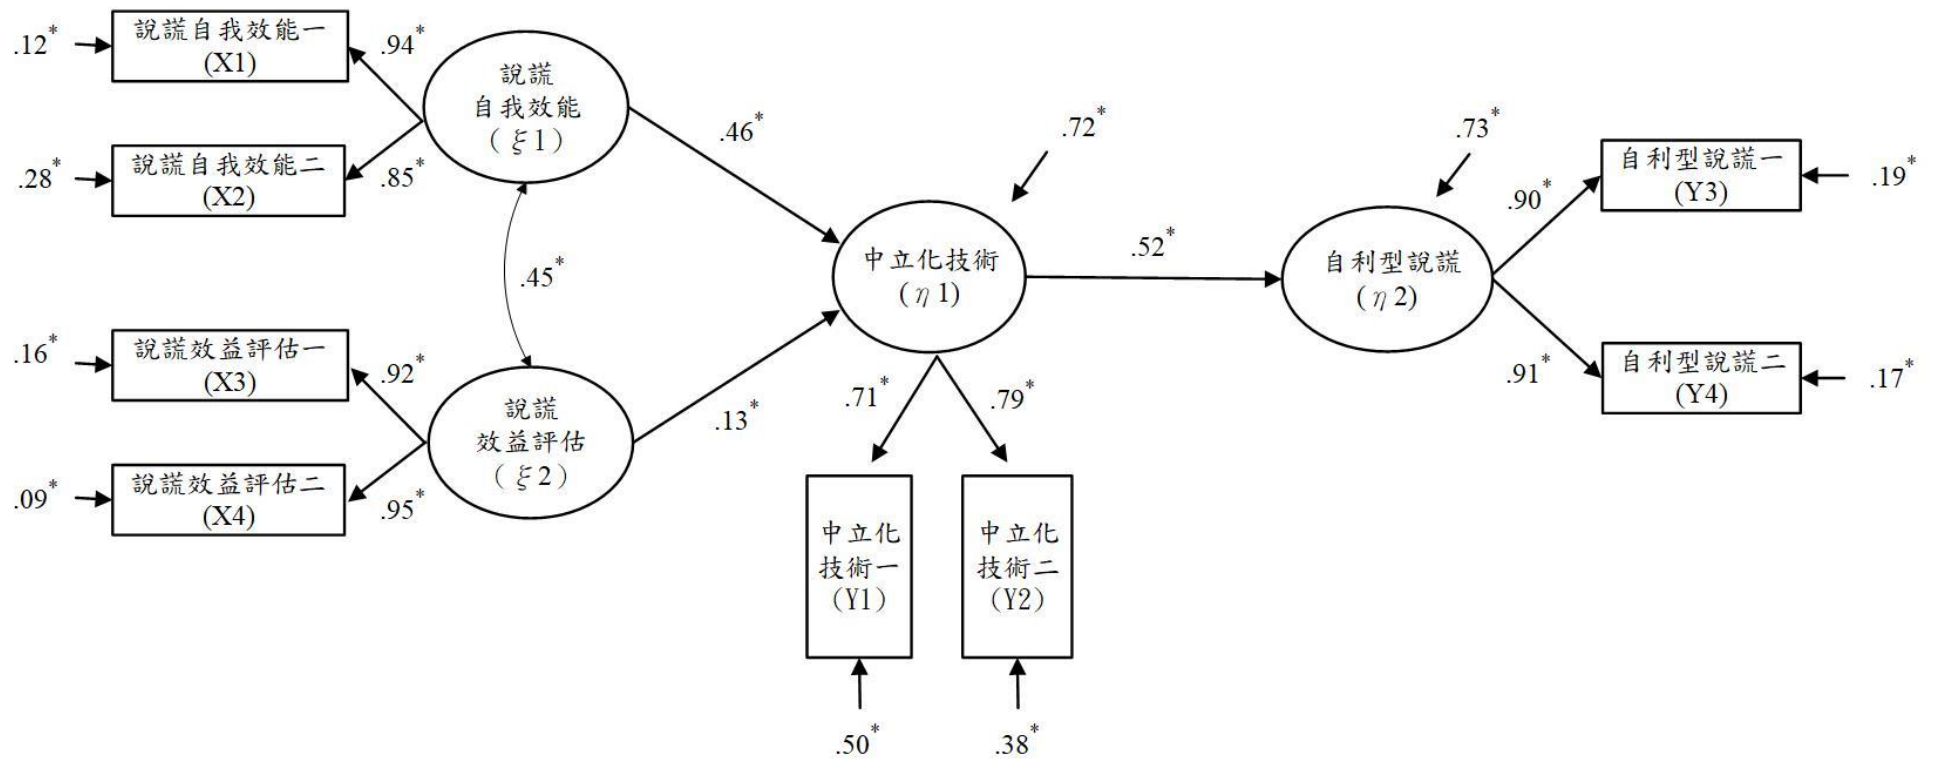 .12*
說謊自我效能一
(X1)
.94*
.28*
說謊自我效能二
(X2)
.85*
說謊
自我效能
(ξ1)
.45*
.16*
說謊效益評估一
(X3)
.92*
.09*
說謊效益評估二
(X4)
.95*
說謊
效益評估
(ξ2)
.46*
.13*
.72*
中立化技術
(η1)
.71*
.79*
中立化
技術一
(Y1)
.50*
中立化
技術二
(Y2)
.38*
.52*
.73*
自利型說謊
(η2)
.90*
自利型說謊一
(Y3)
.19*
.91*
自利型說謊二
(Y4)
.17*